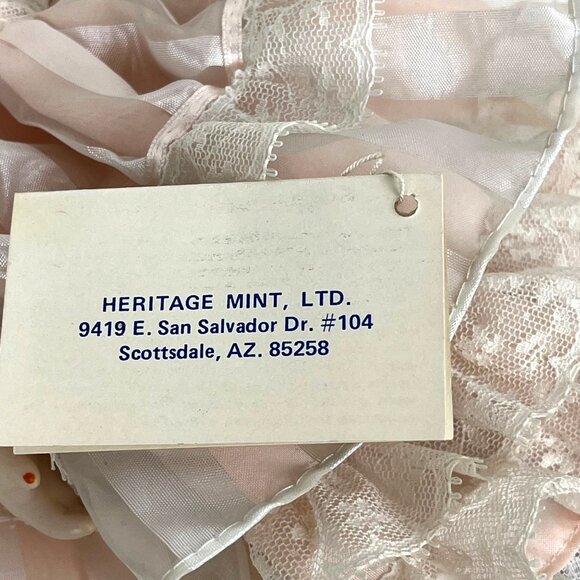 HERITAGE MINT, LTD.
9419 E. San Salvador Dr. #104
Scottsdale, AZ. 85258